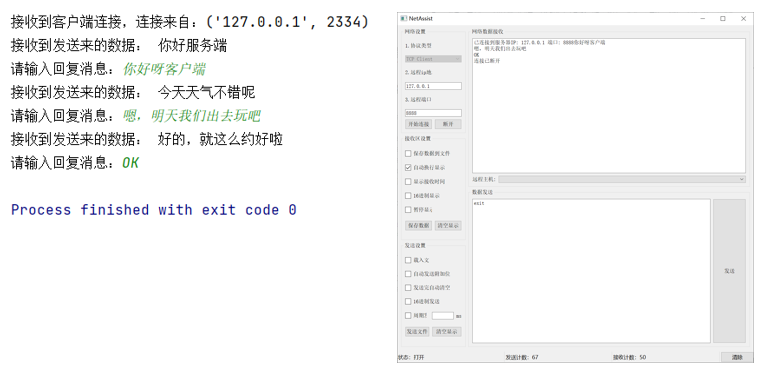 接收到客户端连接，连接来自：('127.0.0.1', 2334)
接收到发送来的数据： 你好服务端
请输入回复消息：你好呀客户端
接收到发送来的数据： 今天天气不错呢
请输入回复消息：嗯，明天我们出去玩吧
接收到发送来的数据： 好的，就这么约好啦
请输入回复消息：OK
Process finished with exit code 0
NetAssist
网络设置
1.协议类型
TCP Client
2.远程ip地
127.0.0.1
3.远程端口
8888
开始连接 断开
接收区设置
保存数据到文件
自动换行显示
显示接收时间
16进制显示
暂停显示
保存数据 清空显示
发送设置
载入文
自动发送附加位
发送完自动清空
16进制发送
周期? ms
发送文件 清空显示
网络数据接收
已连接到服务器IP：127.0.0.1 端口：8888你好呀客户端
嗯，明天我们出去玩吧
OK
连接已断开
远程主机：
数据发送
exit
发送
状态：打开 发送计数：67 接收计数：50 清除